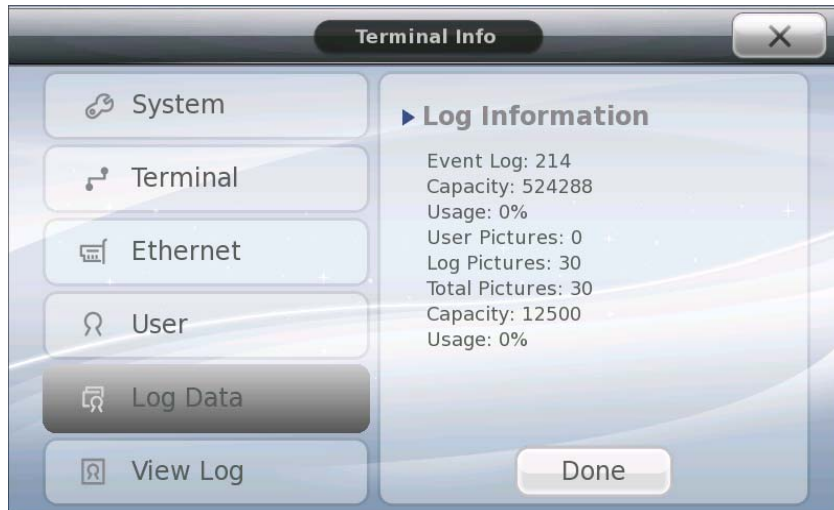 Terminal Info
System
Terminal
Ethernet
User
Log Data
View Log
Log Information
Event Log: 214
Capacity: 524288
Usage: 0%
User Pictures: 0
Log Pictures: 30
Total Pictures: 30
Capacity: 12500
Usage: 0%
Done